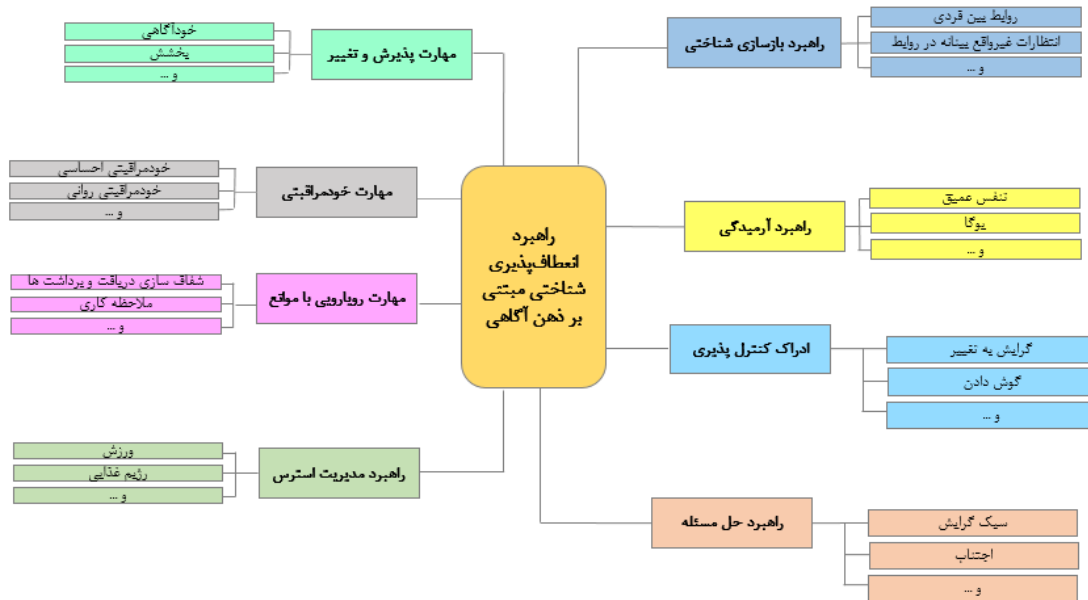 راهبرد بازسازی شناختی
روابط بین فردی
انتظارات غیرواقع بینانه در روابط
و ...
راهبرد آرمیدگی
تنفس عمیق
یوگا
و ...
ادراک کنترل پذیری
گرایش به تغییر
گوش دادن
و ...
راهبرد حل مسئله
سبک گرایش
اجتناب
و ...
راهبرد
انعطاف‌پذیری
شناختی مبتنی
بر ذهن آگاهی
مهارت پذیرش و تغییر
خودآگاهی
بخشش
و ...
مهارت خودمراقبتی
خودمراقبتی احساسی
خودمراقبتی روانی
و ...
مهارت رویارویی با موانع
شفاف سازی دریافت و برداشت ها
ملاحظه کاری
و ...
راهبرد مدیریت استرس
ورزش
رژیم غذایی
و ...